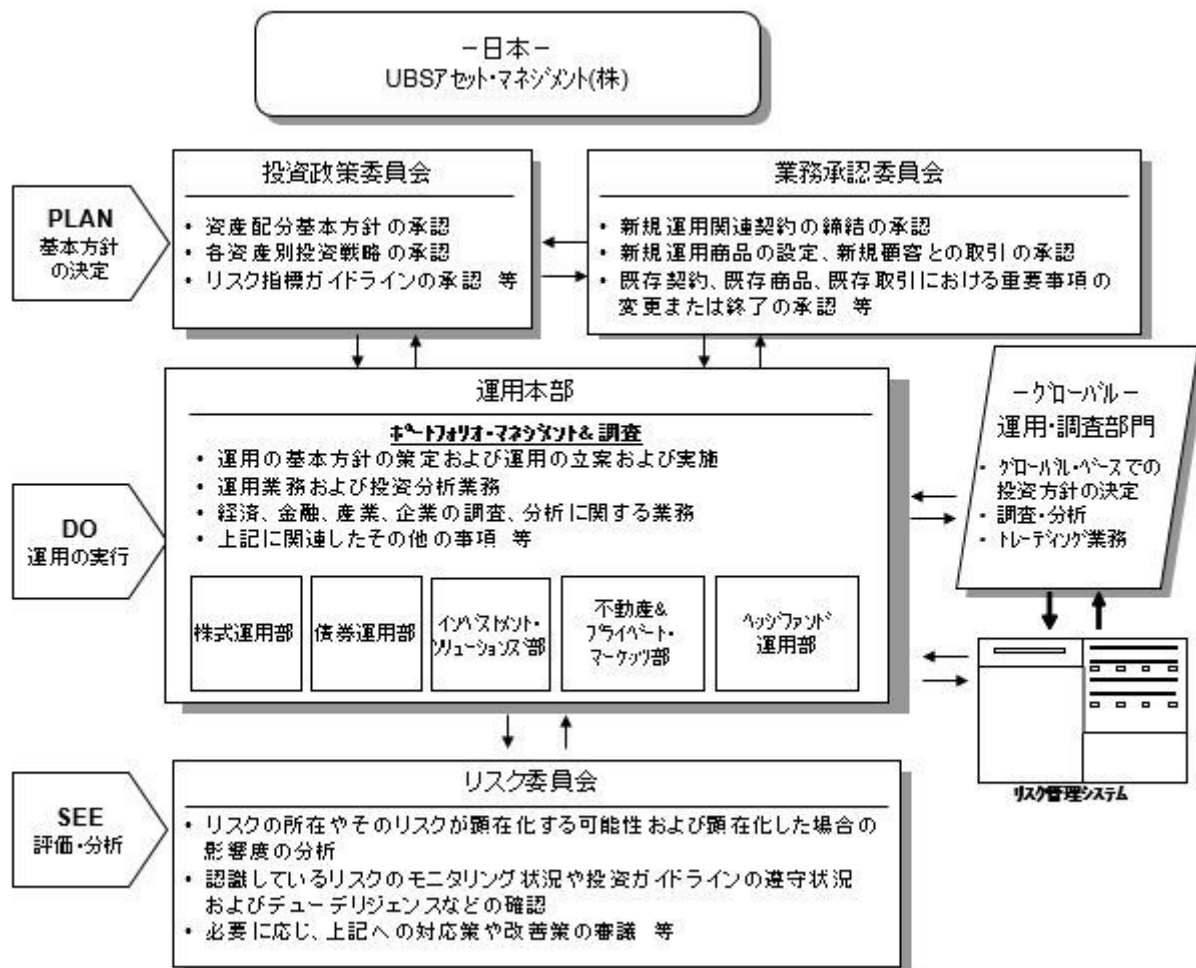 －日本－
UBSアセット・マネジメント(株)
PLAN
基本方針
の決定
投資政策委員会
・ 資産配分基本方針の承認
・ 各資産別投資戦略の承認
・ リスク指標ガイドラインの承認 等
業務承認委員会
・ 新規運用関連契約の締結の承認
・ 新規運用商品の設定、新規顧客との取引の承認
・ 既存契約、既存商品、既存取引における重要事項の
変更または終了の承認 等
DO
運用の実行
運用本部
ポートフォリオ・マネジメント&調査
・ 運用の基本方針の策定および運用の立案および実施
・ 運用業務および投資分析業務
・ 経済、金融、産業、企業の調査、分析に関する業務
・ 上記に関連したその他の事項 等
株式運用部
債券運用部
インベストメント・
ソリューションズ部
不動産&
プライベート・
マーケッツ部
ヘッジファンド
運用部
－グローバル－
運用・調査部門
・ グローバル・ベースでの
投資方針の決定
・ 調査・分析
・ トレーディング業務
リスク管理システム
SEE
評価・分析
リスク委員会
・ リスクの所在やそのリスクが顕在化する可能性および顕在化した場合の
影響度の分析
・ 認識しているリスクのモニタリング状況や投資ガイドラインの遵守状況
およびデューデリジェンスなどの確認
・ 必要に応じ、上記への対応策や改善策の審議 等